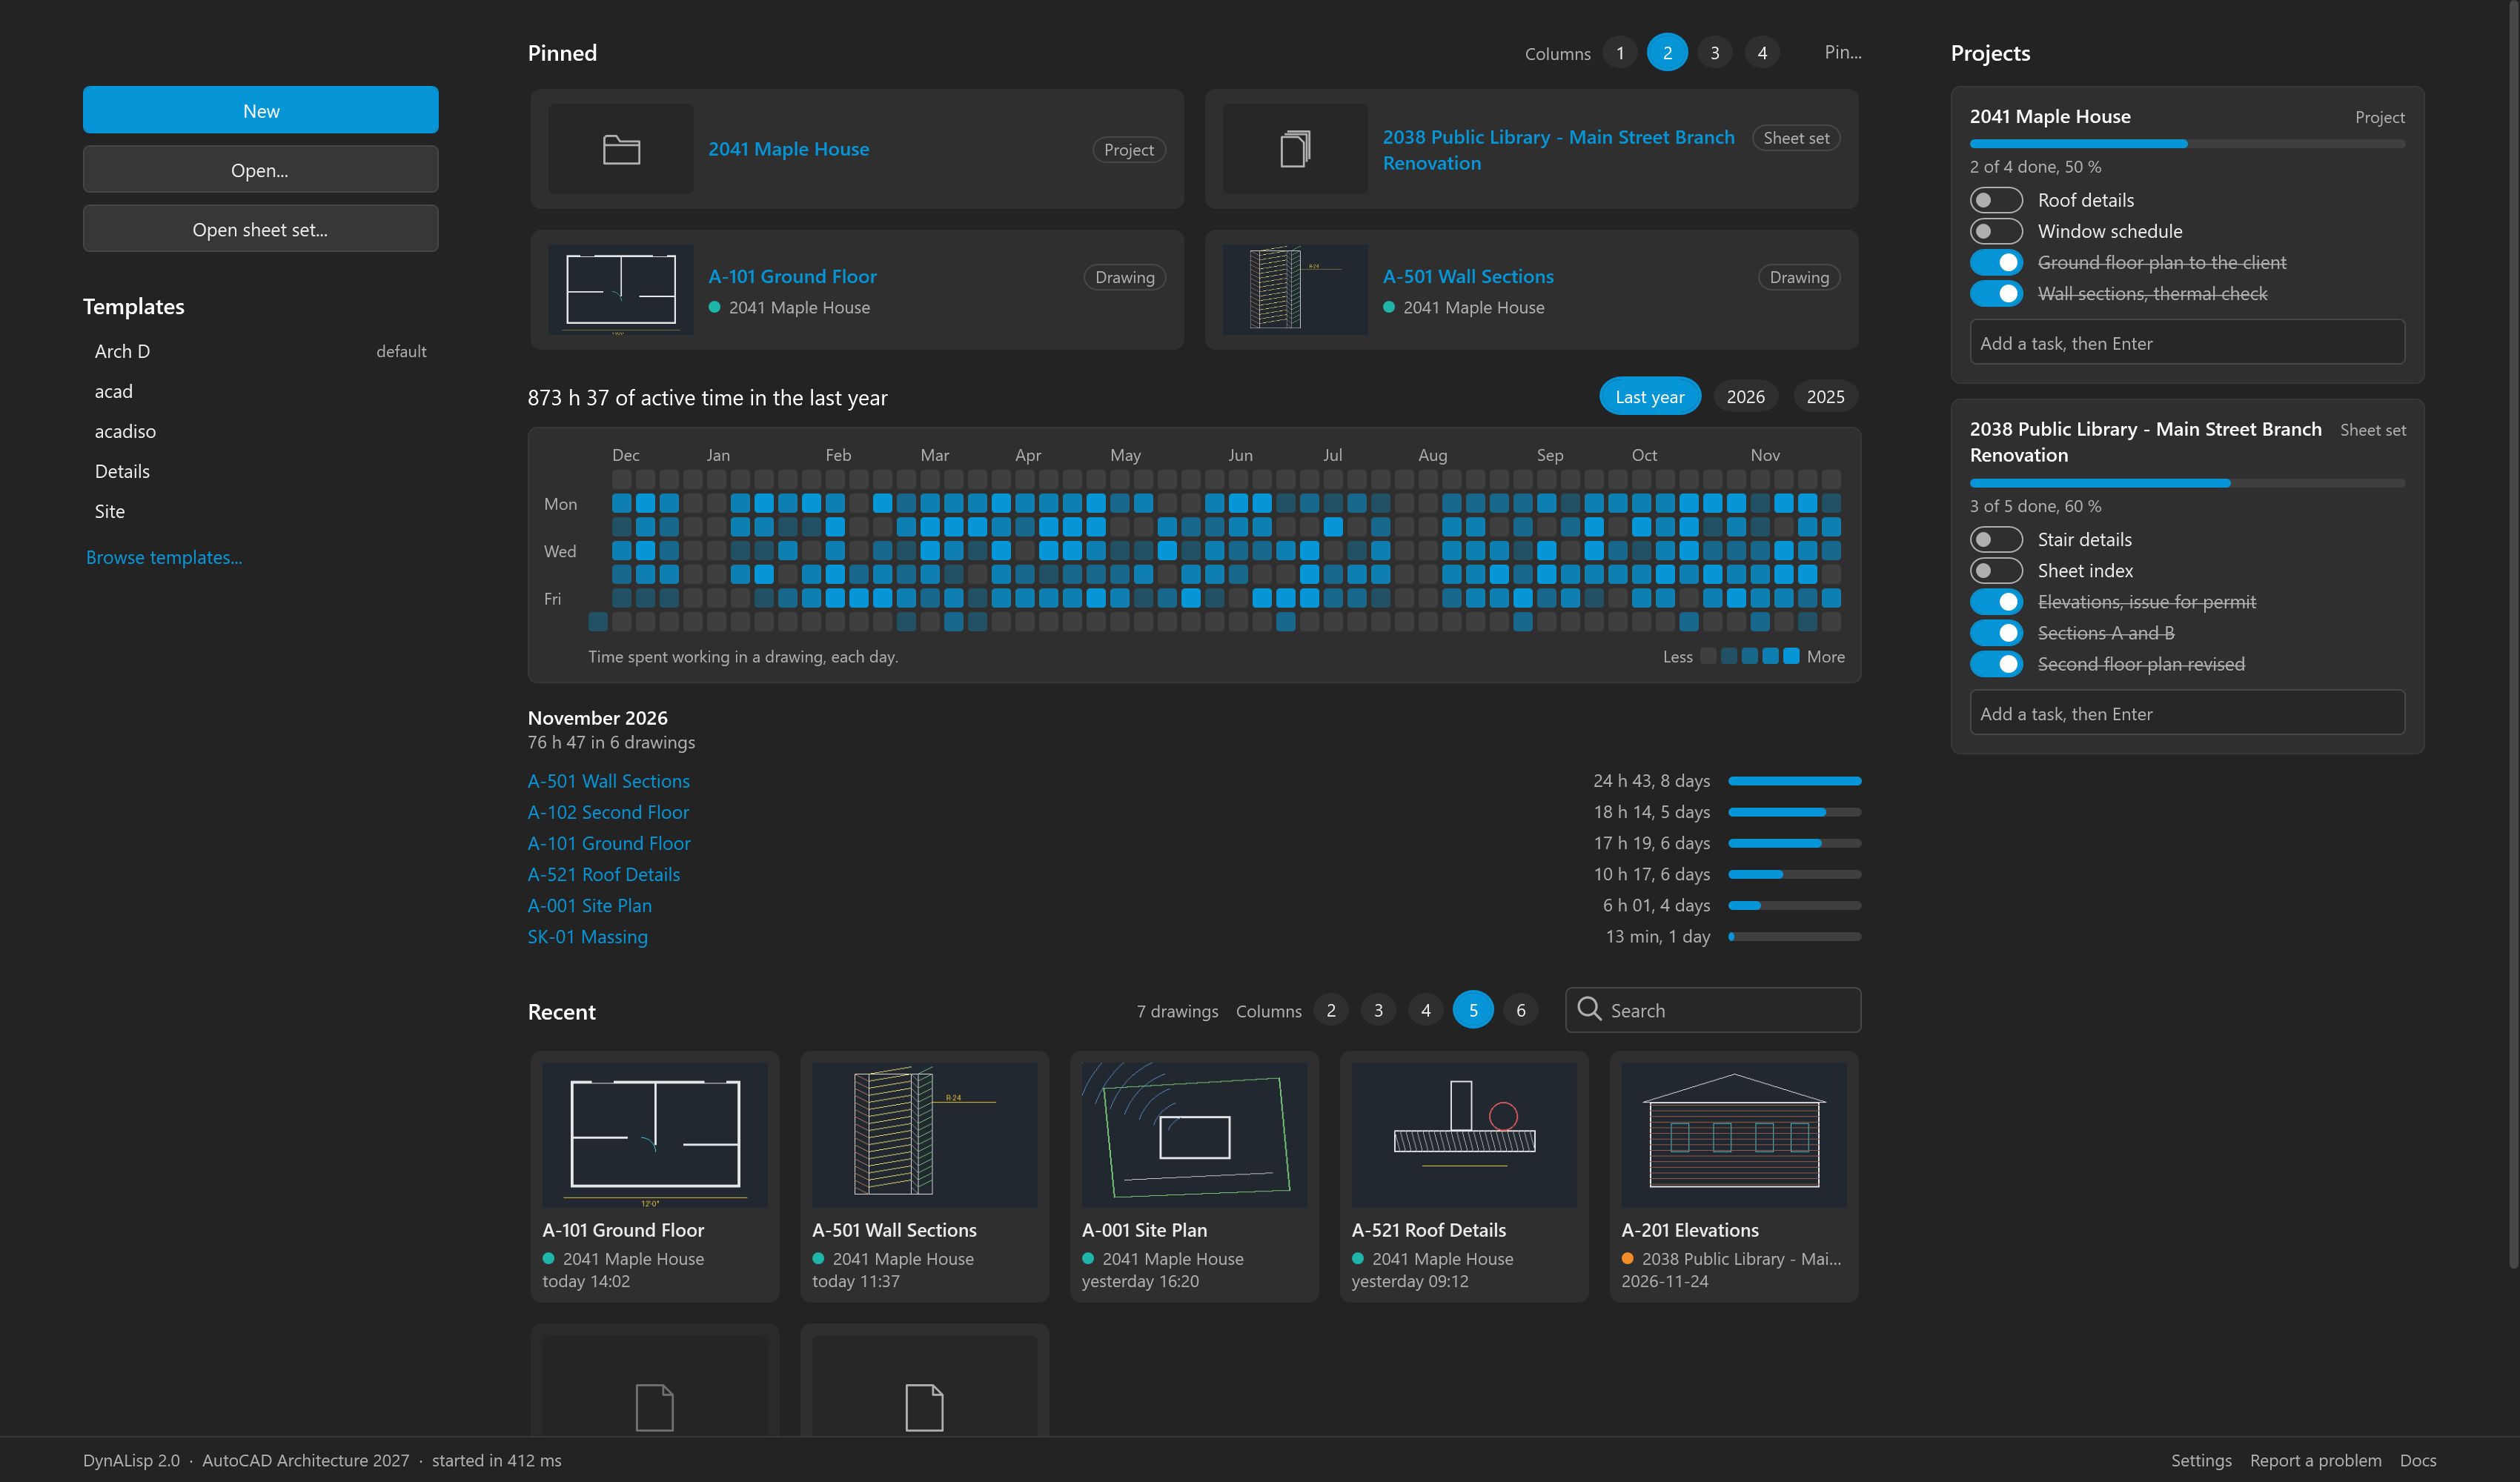 New
Open...
Open sheet set...
Templates
Arch D default
acad
acadiso
Details
Site
Browse templates...
Pinned
Columns 1 2 3 4 Pin...
2041 Maple House Project
2038 Public Library - Main Street Branch Renovation Sheet set
A-101 Ground Floor Drawing
2041 Maple House
R-24
A-501 Wall Sections Drawing
2041 Maple House
873 h 37 of active time in the last year
Last year 2026 2025
Dec Jan Feb Mar Apr May Jun Jul Aug Sep Oct Nov
Mon
Wed
Fri
Time spent working in a drawing, each day.
Less More
November 2026
76 h 47 in 6 drawings
A-501 Wall Sections 24 h 43, 8 days
A-102 Second Floor 18 h 14, 5 days
A-101 Ground Floor 17 h 19, 6 days
A-521 Roof Details 10 h 17, 6 days
A-001 Site Plan 6 h 01, 4 days
SK-01 Massing 13 min, 1 day
Recent
7 drawings Columns 2 3 4 5 6
Search
12'-0"
A-101 Ground Floor
2041 Maple House
today 14:02
R-24
A-501 Wall Sections
2041 Maple House
today 11:37
A-001 Site Plan
2041 Maple House
yesterday 16:20
A-521 Roof Details
2041 Maple House
yesterday 09:12
A-201 Elevations
2038 Public Library - Mai...
2026-11-24
Projects
2041 Maple House Project
2 of 4 done, 50 %
Roof details
Window schedule
Ground floor plan to the client
Wall sections, thermal check
Add a task, then Enter
2038 Public Library - Main Street Branch Sheet set
Renovation
3 of 5 done, 60 %
Stair details
Sheet index
Elevations, issue for permit
Sections A and B
Second floor plan revised
Add a task, then Enter
DynALisp 2.0 · AutoCAD Architecture 2027 · started in 412 ms
Settings Report a problem Docs